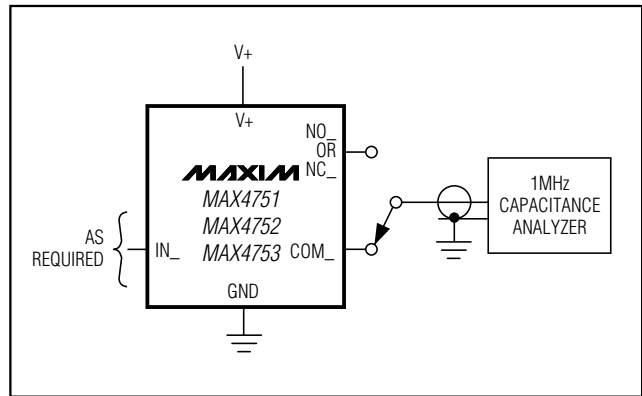 V+
V+
NO_
OR
NC_
MAXIM
MAX4751
MAX4752
MAX4753
COM_
IN_
GND
AS
REQUIRED
1MHz
CAPACITANCE
ANALYZER